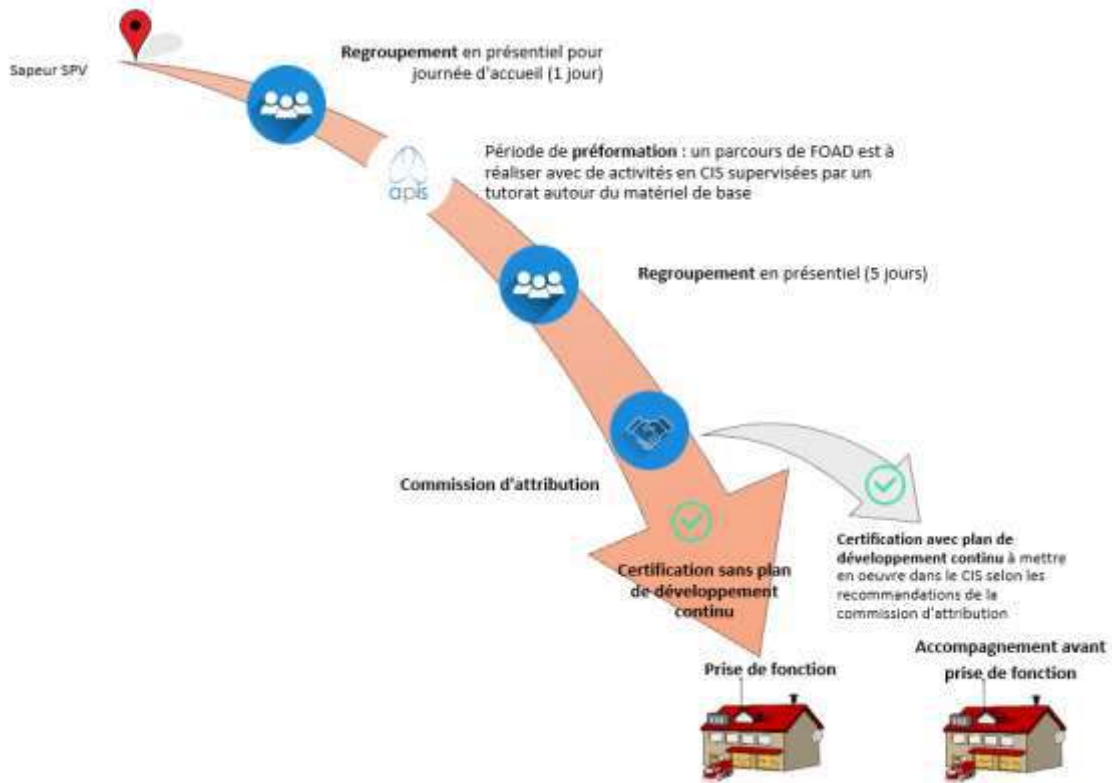 Sapeur SPV
Regroupement en présentiel pour
journée d'accueil (1 jour)
apis
Période de préformation : un parcours de FOAD est à
réaliser avec de activités en CIS supervisées par un
tutorat autour du matériel de base
Regroupement en présentiel (5 jours)
Commission d'attribution
Certification sans plan
de développement
continu
Certification avec plan de
développement continu à mettre
en oeuvre dans le CIS selon les
recommandations de la
commission d'attribution
Prise de fonction
Accompagnement avant
prise de fonction